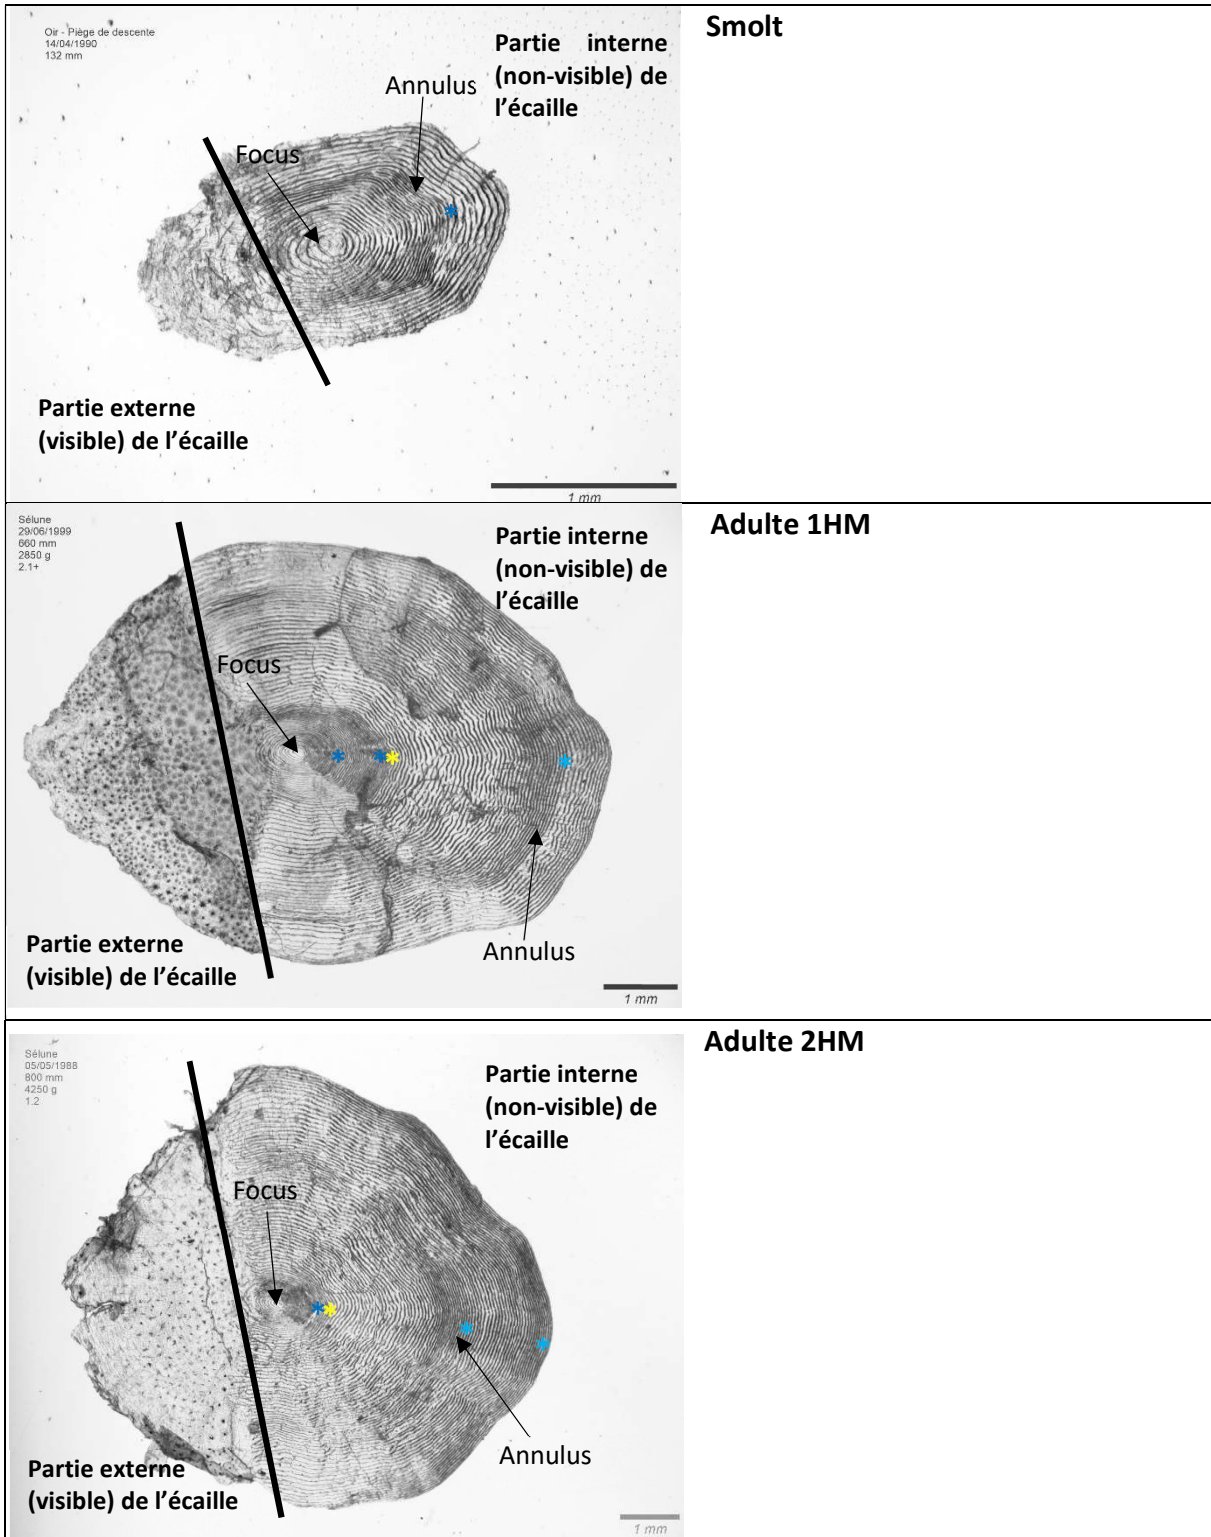 Oir - Piège de descente
14/04/1990
132 mm
Partie interne
(non-visible) de
l'écaille
Annulus
Focus
Partie externe
(visible) de l'écaille
1 mm
Smolt
Sélune
29/06/1999
660 mm
2850 g
2.1+
Partie interne
(non-visible) de
l'écaille
Focus
Annulus
Partie externe
(visible) de l'écaille
1 mm
Adulte 1HM
Sélune
05/05/1988
800 mm
4250 g
1.2
Partie interne
(non-visible) de
l'écaille
Focus
Annulus
Partie externe
(visible) de l'écaille
1 mm
Adulte 2HM